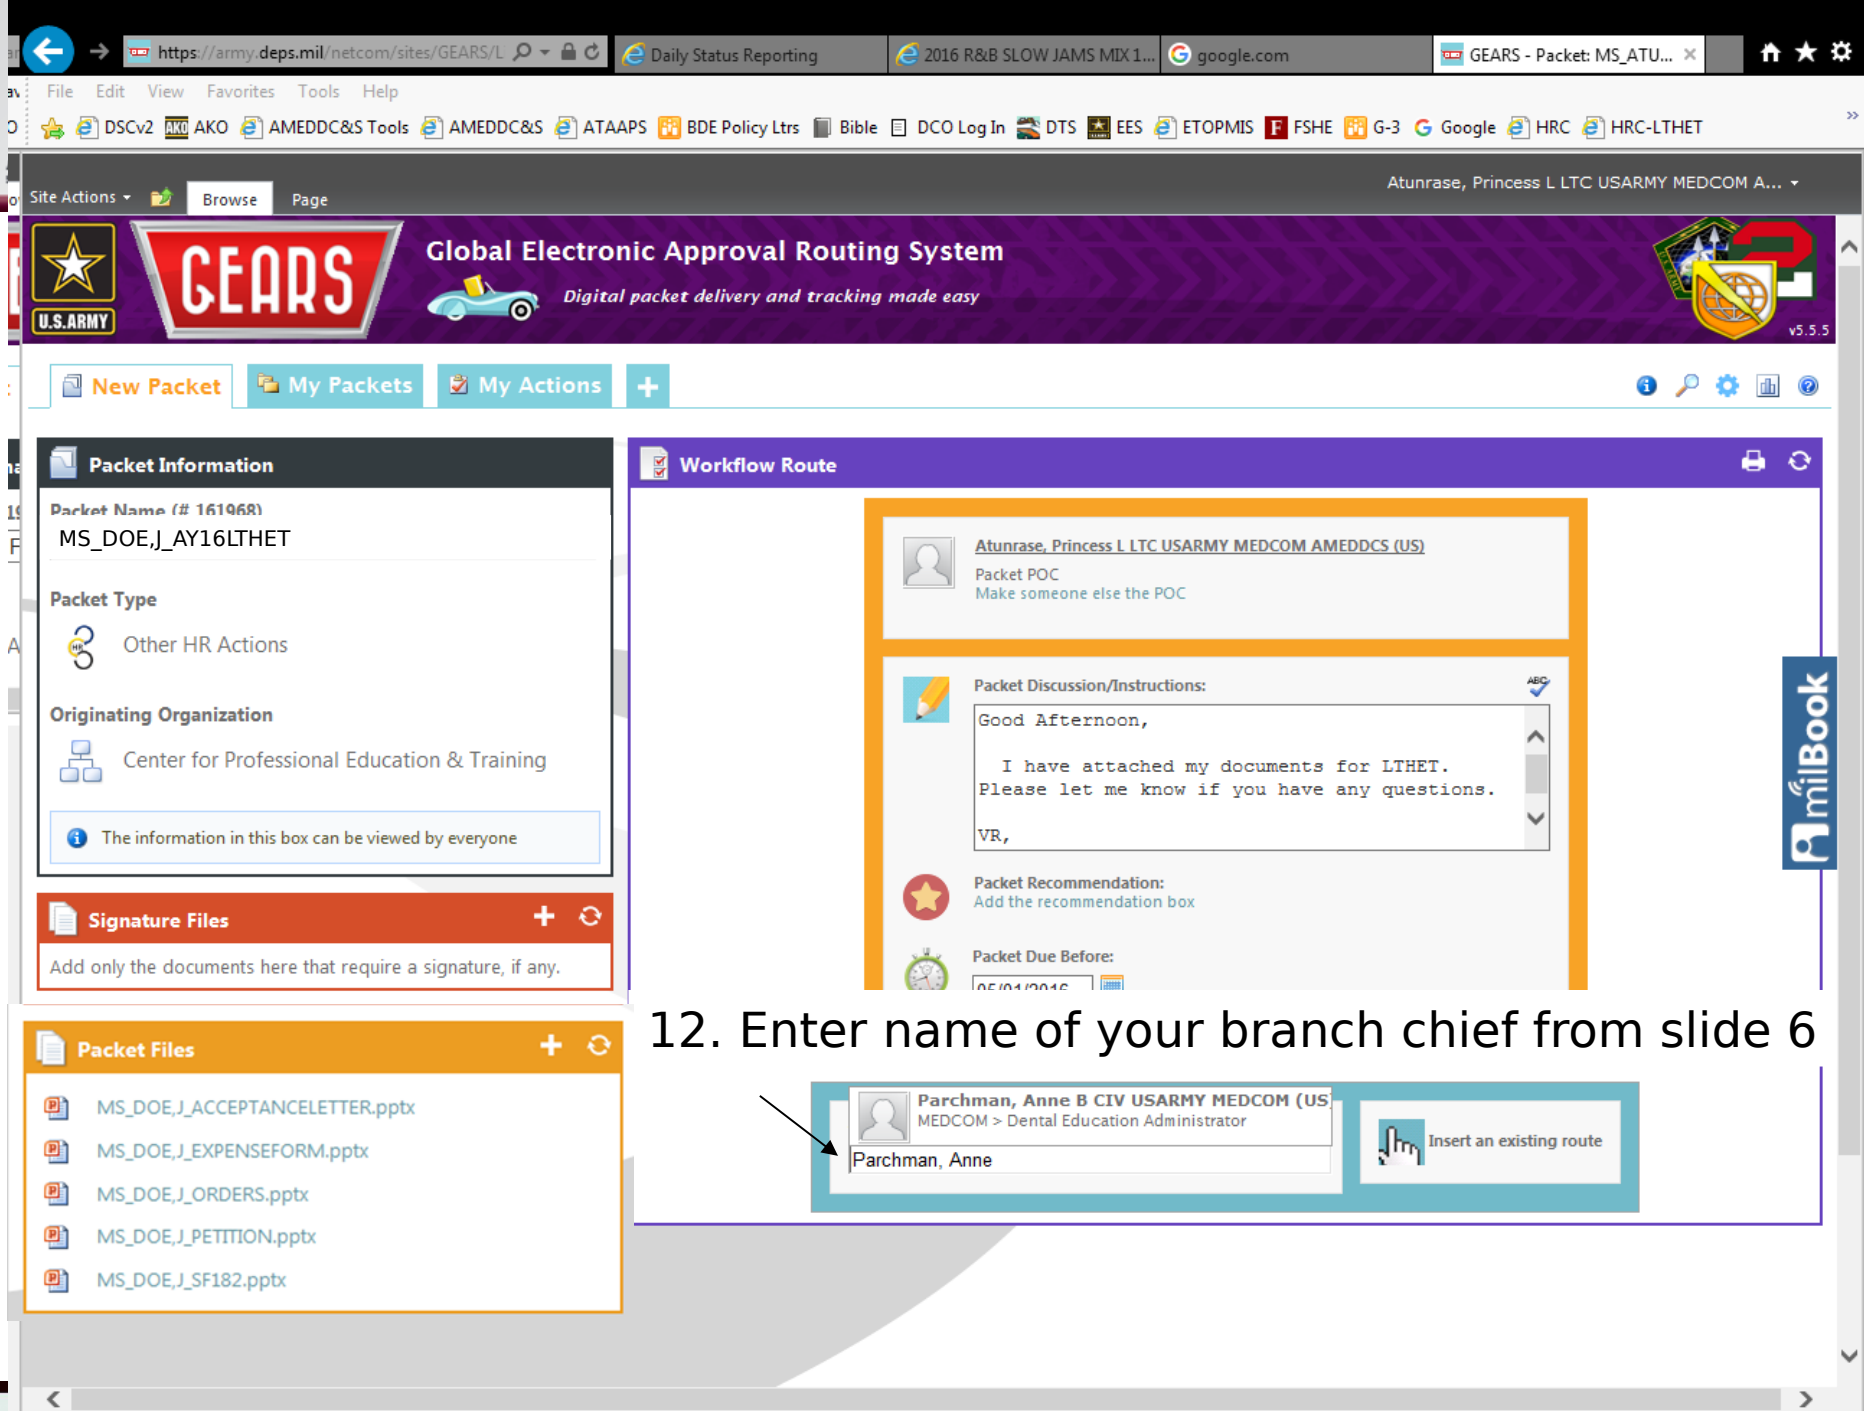 https://army.deps.mil/netcom/sites/GEARS/L
Daily Status Reporting
2016 R&B SLOW JAMS MIX 1...
google.com
GEARS - Packet: MS_ATU...
File Edit View Favorites Tools Help
DSCv2 AKO AKO AMEDDC&S Tools AMEDDC&S ATAAPS BDE Policy Ltrs Bible DCO Log In DTS EES ETOPMIS F FSHE G-3 G Google HRC HRC-LTHET
Atunrase, Princess L LTC USARMY MEDCOM A...
Site Actions Browse Page
U.S.ARMY
GEARS
Global Electronic Approval Routing System
Digital packet delivery and tracking made easy
v5.5.5
New Packet My Packets My Actions +
Packet Information
Packet Name (# 161968)
MS_DOE,J_AY16LTHET
Packet Type
Other HR Actions
Originating Organization
Center for Professional Education & Training
The information in this box can be viewed by everyone
Signature Files
Add only the documents here that require a signature, if any.
Packet Files
MS_DOE,J_ACCEPTANCELETTER.pptx
MS_DOE,J_EXPENSEFORM.pptx
MS_DOE,J_ORDERS.pptx
MS_DOE,J_PETITION.pptx
MS_DOE,J_SF182.pptx
Workflow Route
Atunrase, Princess L LTC USARMY MEDCOM AMEDDCS (US)
Packet POC
Make someone else the POC
Packet Discussion/Instructions:
ABC
Good Afternoon,
I have attached my documents for LTHET.
Please let me know if you have any questions.
VR,
Packet Recommendation:
Add the recommendation box
Packet Due Before:
05/01/2016
12. Enter name of your branch chief from slide 6
Parchman, Anne B CIV USARMY MEDCOM (US)
MEDCOM > Dental Education Administrator
Parchman, Anne
Insert an existing route
milBook